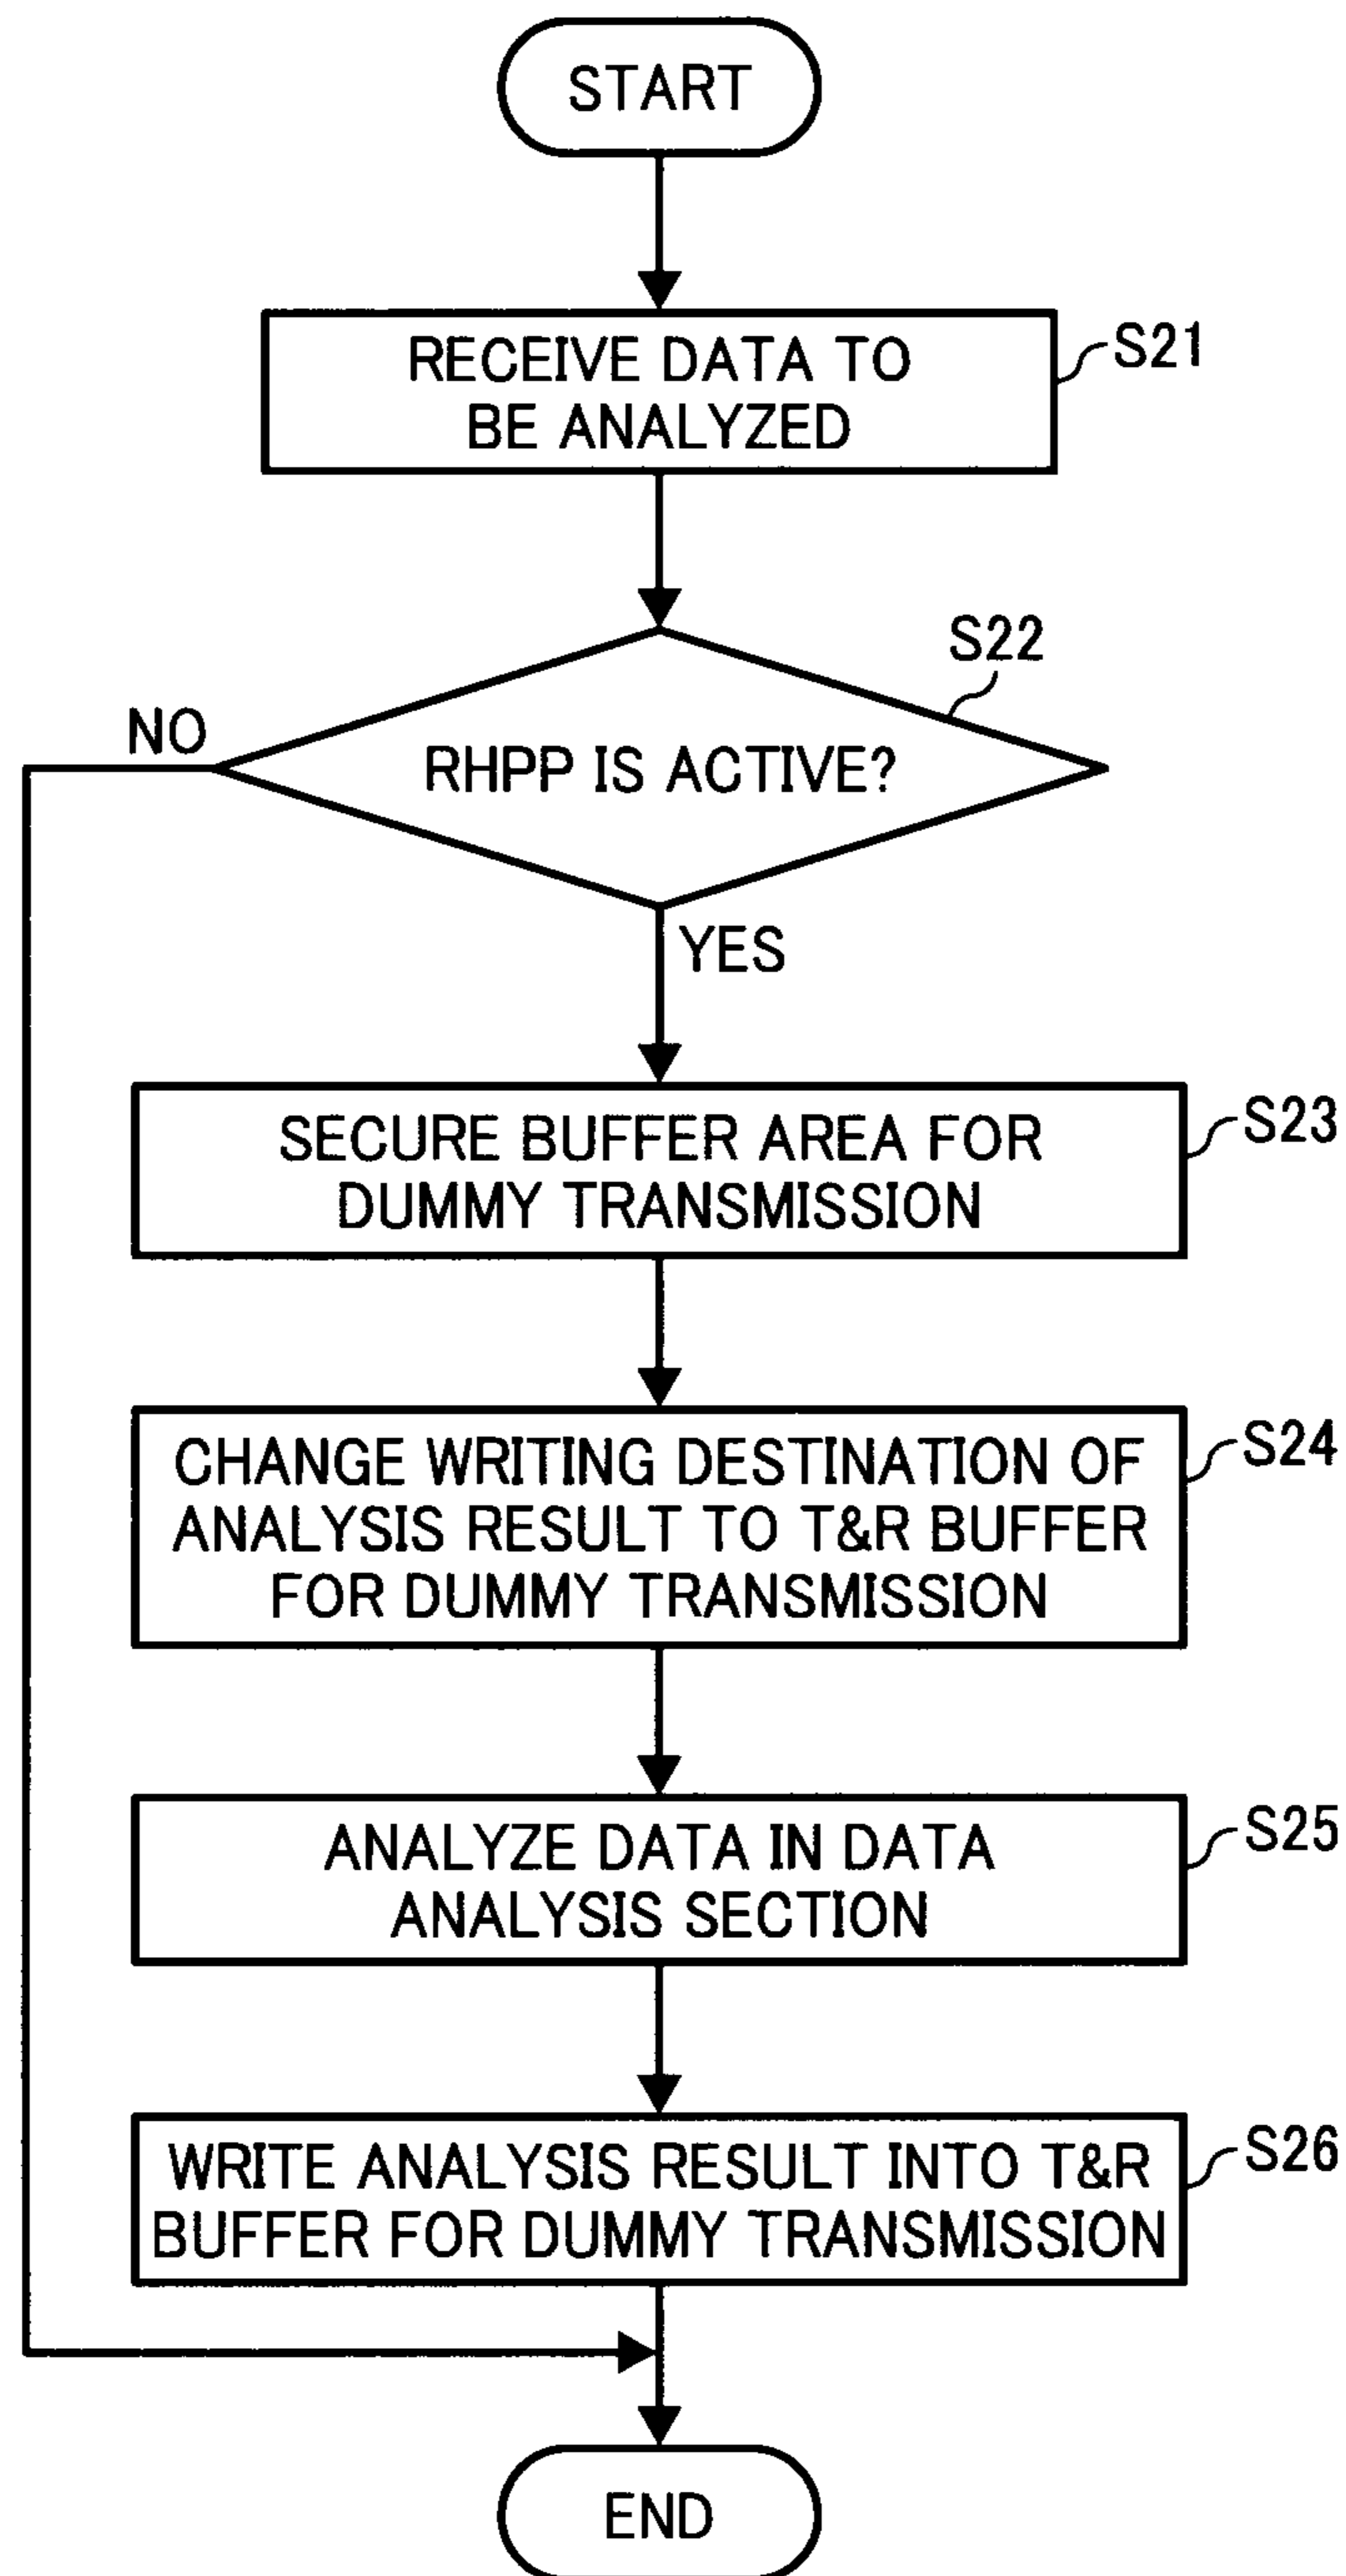 START
RECEIVE DATA TO
BE ANALYZED
S21
S22
NO
RHPP IS ACTIVE?
YES
SECURE BUFFER AREA FOR
DUMMY TRANSMISSION
S23
CHANGE WRITING DESTINATION OF
ANALYSIS RESULT TO T&R BUFFER
FOR DUMMY TRANSMISSION
S24
ANALYZE DATA IN DATA
ANALYSIS SECTION
S25
WRITE ANALYSIS RESULT INTO T&R
BUFFER FOR DUMMY TRANSMISSION
S26
END